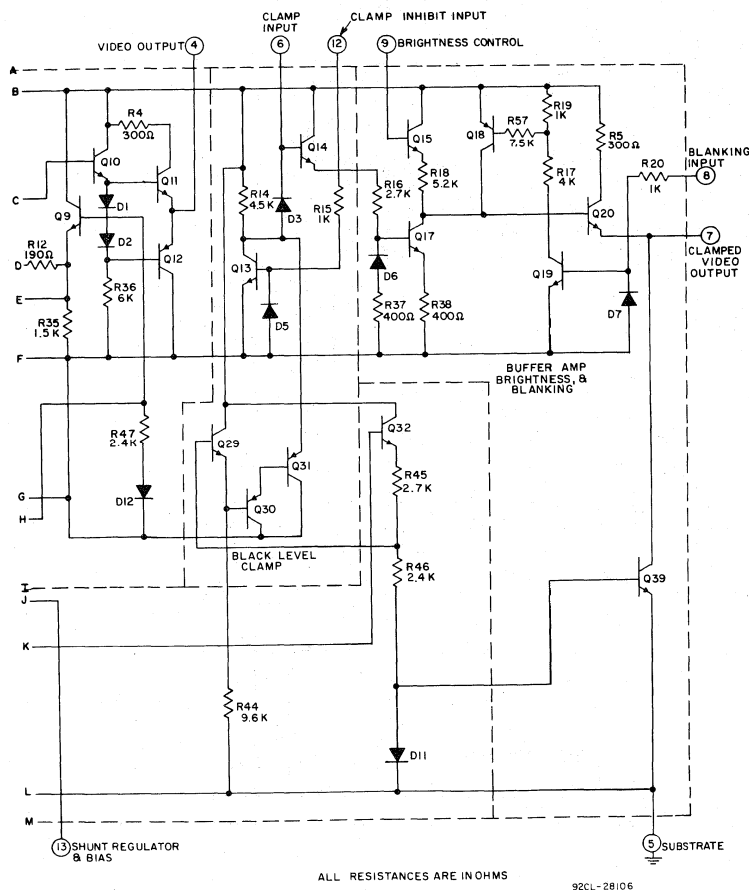 CLAMP INPUT
6
12 CLAMP INHIBIT INPUT
VIDEO OUTPUT 4
9 BRIGHTNESS CONTROL
A
B
R4
300Ω
Q10
Q11
C
D1
Q9
D2
Q12
R12
190Ω
D
R36
6K
E
R35
1.5K
F
R14
4.5K
Q14
D3
R15
1K
Q13
D5
Q15
R18
5.2K
R16
2.7K
Q17
D6
R37
400Ω
R38
400Ω
Q18
R57
7.5K
R19
1K
R17
4K
R5
300Ω
R20
1K
BLANKING INPUT
8
Q20
7
CLAMPED VIDEO OUTPUT
Q19
D7
BUFFER AMP
BRIGHTNESS, &
BLANKING
R47
2.4K
D12
G
H
Q29
Q31
Q30
Q32
R45
2.7K
BLACK LEVEL
CLAMP
R46
2.4K
Q39
I
J
K
R44
9.6K
D11
L
M
13 SHUNT REGULATOR
& BIAS
5 SUBSTRATE
ALL RESISTANCES ARE IN OHMS
92CL-28106